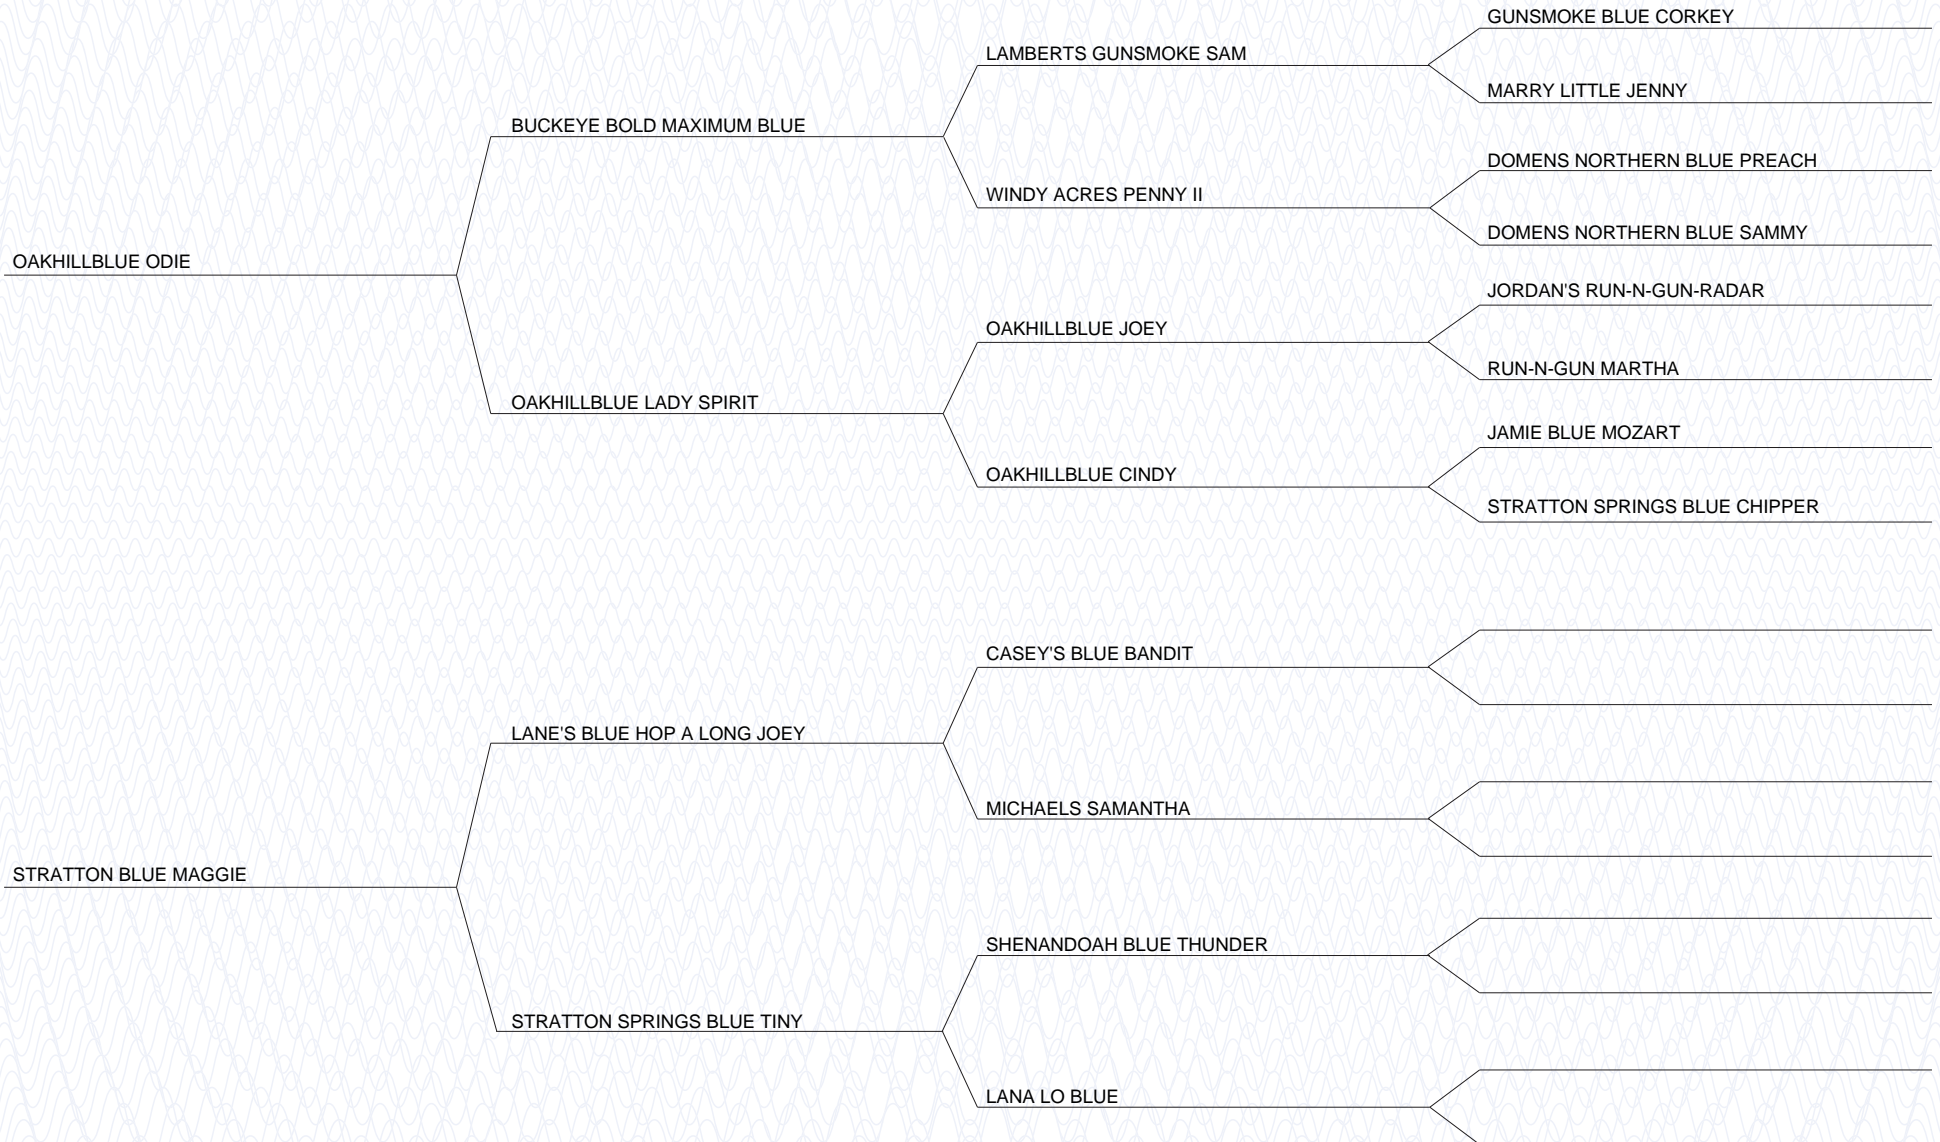 GUNSMOKE BLUE CORKEY
LAMBERTS GUNSMOKE SAM
MARRY LITTLE JENNY
BUCKEYE BOLD MAXIMUM BLUE
DOMENS NORTHERN BLUE PREACH
WINDY ACRES PENNY II
DOMENS NORTHERN BLUE SAMMY
OAKHILLBLUE ODIE
JORDAN'S RUN-N-GUN-RADAR
OAKHILLBLUE JOEY
RUN-N-GUN MARTHA
OAKHILLBLUE LADY SPIRIT
JAMIE BLUE MOZART
OAKHILLBLUE CINDY
STRATTON SPRINGS BLUE CHIPPER
CASEY'S BLUE BANDIT
LANE'S BLUE HOP A LONG JOEY
MICHAELS SAMANTHA
STRATTON BLUE MAGGIE
SHENANDOAH BLUE THUNDER
STRATTON SPRINGS BLUE TINY
LANA LO BLUE